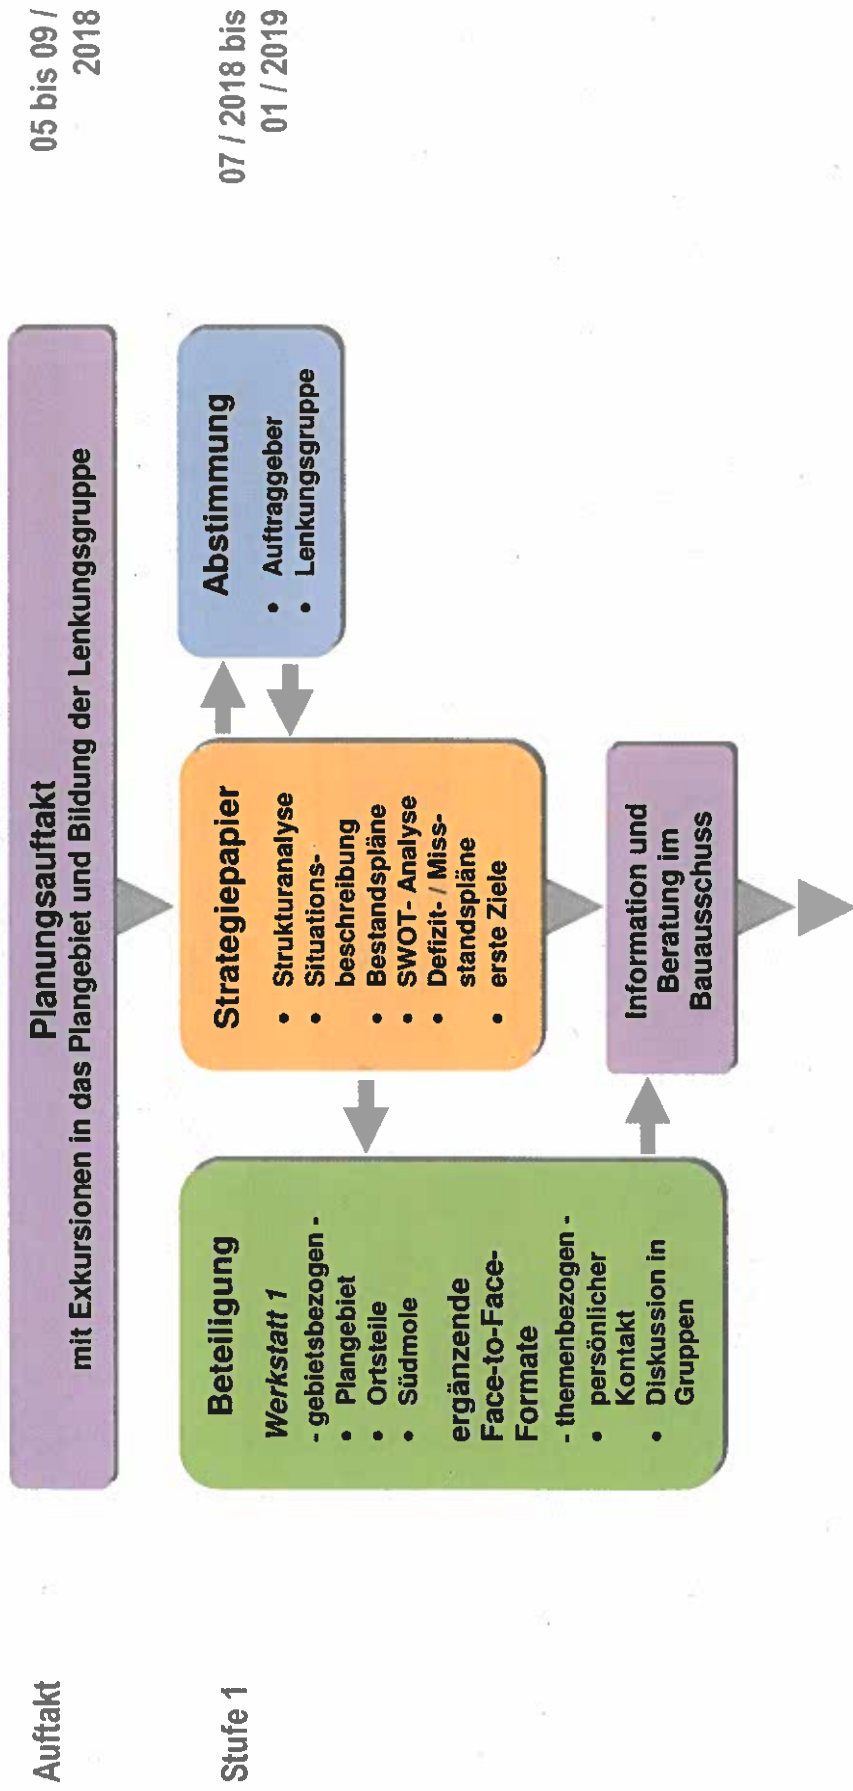 Auftakt
Planungsauftakt
mit Exkursionen in das Plangebiet und Bildung der Lenkungsgruppe
05 bis 09 /
2018
Stufe 1
Beteiligung
Werkstatt 1
- gebietsbezogen -
• Plangebiet
• Ortsteile
• Südmole
ergänzende
Face-to-Face-
Formate
- themenbezogen -
• persönlicher
Kontakt
• Diskussion in
Gruppen
Strategiepapier
• Strukturanalyse
• Situations-
beschreibung
• Bestandspläne
• SWOT- Analyse
• Defizit- / Miss-
standspläne
• erste Ziele
Abstimmung
• Auftraggeber
• Lenkungsgruppe
07 / 2018 bis
01 / 2019
Information und
Beratung im
Bauausschuss